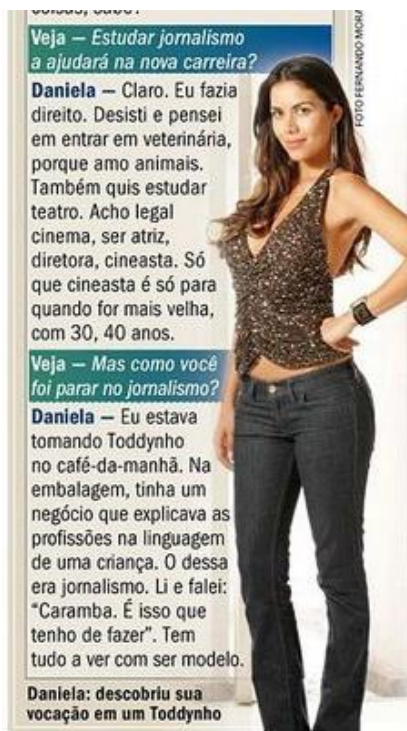 coisas, sabe?
Veja — Estudar jornalismo
a ajudará na nova carreira?
Daniela — Claro. Eu fazia
direito. Desisti e pensei
em entrar em veterinária,
porque amo animais.
Também quis estudar
teatro. Acho legal
cinema, ser atriz,
diretora, cineasta. Só
que cineasta é só para
quando for mais velha,
com 30, 40 anos.
Veja — Mas como você
foi parar no jornalismo?
Daniela — Eu estava
tomando Toddynho
no café-da-manhã. Na
embalagem, tinha um
negócio que explicava as
profissões na linguagem
de uma criança. O dessa
era jornalismo. Li e falei:
“Caramba. É isso que
tenho de fazer”. Tem
tudo a ver com ser modelo.
Daniela: descobriu sua
vocação em um Toddynho
FOTO FERNANDO MORA